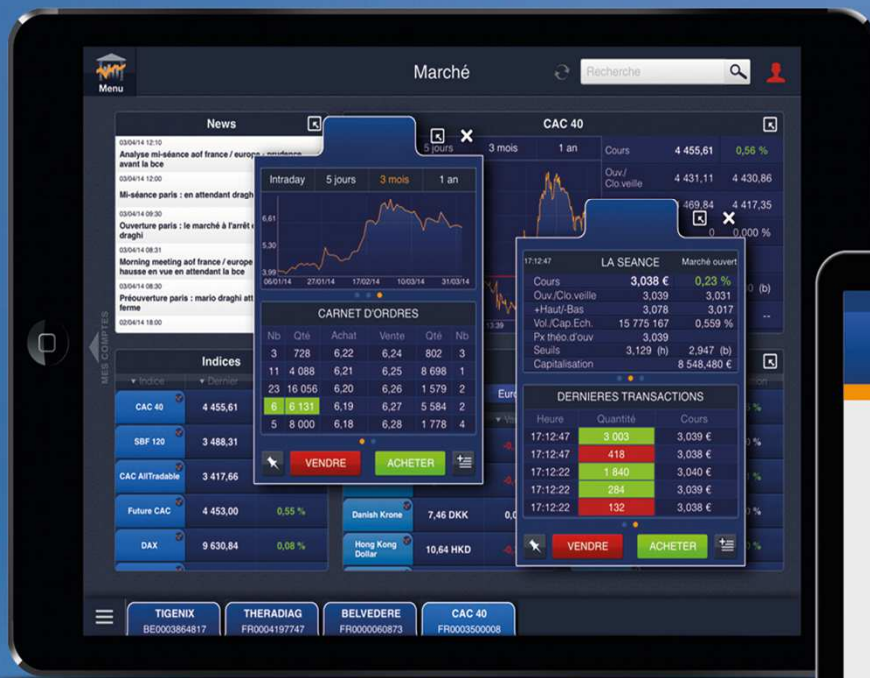 Menu
Marché
Recherche
MES COMPTES
News
03/04/14 12:10
Analyse mi-séance aof france / europe : prudence
avant la bce
03/04/14 12:00
Mi-séance paris : en attendant dragh
03/04/14 09:30
Ouverture paris : le marché à l'arrêt
draghi
03/04/14 08:31
Morning meeting aof france / europe
hausse en vue en attendant la bce
03/04/14 08:30
Préouverture paris : mario draghi att
ferme
02/04/14 18:00
CAC 40
5 jours 3 mois 1 an
Cours 4 455,61 0,56 %
Ouv./
Clo.veille 4 431,11 4 430,86
469,84 4 417,35
0 0,000 %
(b)
--
13:39
Intraday 5 jours 3 mois 1 an
6.61
5.30
3.99
06/01/14 27/01/14 17/02/14 10/03/14 31/03/14
CARNET D'ORDRES
Nb Qté Achat Vente Qté Nb
3 728 6,22 6,24 802 3
11 4 088 6,21 6,25 8 698 1
23 16 056 6,20 6,26 1 579 2
6 6 131 6,19 6,27 5 584 2
5 8 000 6,18 6,28 1 778 4
VENDRE ACHETER
17:12:47 LA SEANCE Marché ouvert
Cours 3,038 € 0,23 %
Ouv./Clo.veille 3,039 3,031
+Haut/-Bas 3,078 3,017
Vol./Cap.Ech. 15 775 167 0,559 %
Px théo.d'ouv 3,039
Seuils 3,129 (h) 2,947 (b)
Capitalisation 8 548,480 €
DERNIERES TRANSACTIONS
Heure Quantité Cours
17:12:47 3 003 3,039 €
17:12:47 418 3,038 €
17:12:22 1 840 3,040 €
17:12:22 284 3,039 €
17:12:22 132 3,038 €
VENDRE ACHETER
Indices
Indice Dernier
CAC 40 4 455,61
SBF 120 3 488,31
CAC AllTradable 3 417,66
Future CAC 4 453,00 0,55 %
DAX 9 630,84 0,08 %
Euro
Danish Krone 7,46 DKK
Hong Kong
Dollar 10,64 HKD
TIGENIX
BE0003864817
THERADIAG
FR0004197747
BELVEDERE
FR0000060873
CAC 40
FR0003500008